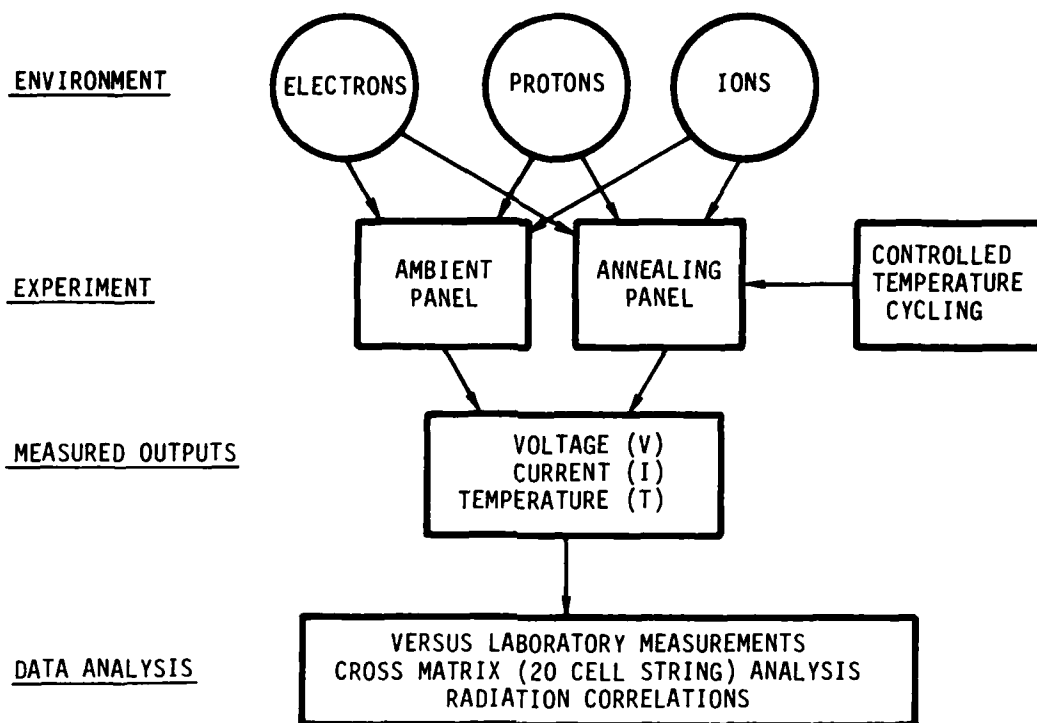 ENVIRONMENT
ELECTRONS
PROTONS
IONS
EXPERIMENT
AMBIENT
PANEL
ANNEALING
PANEL
CONTROLLED
TEMPERATURE
CYCLING
MEASURED OUTPUTS
VOLTAGE (V)
CURRENT (I)
TEMPERATURE (T)
DATA ANALYSIS
VERSUS LABORATORY MEASUREMENTS
CROSS MATRIX (20 CELL STRING) ANALYSIS
RADIATION CORRELATIONS